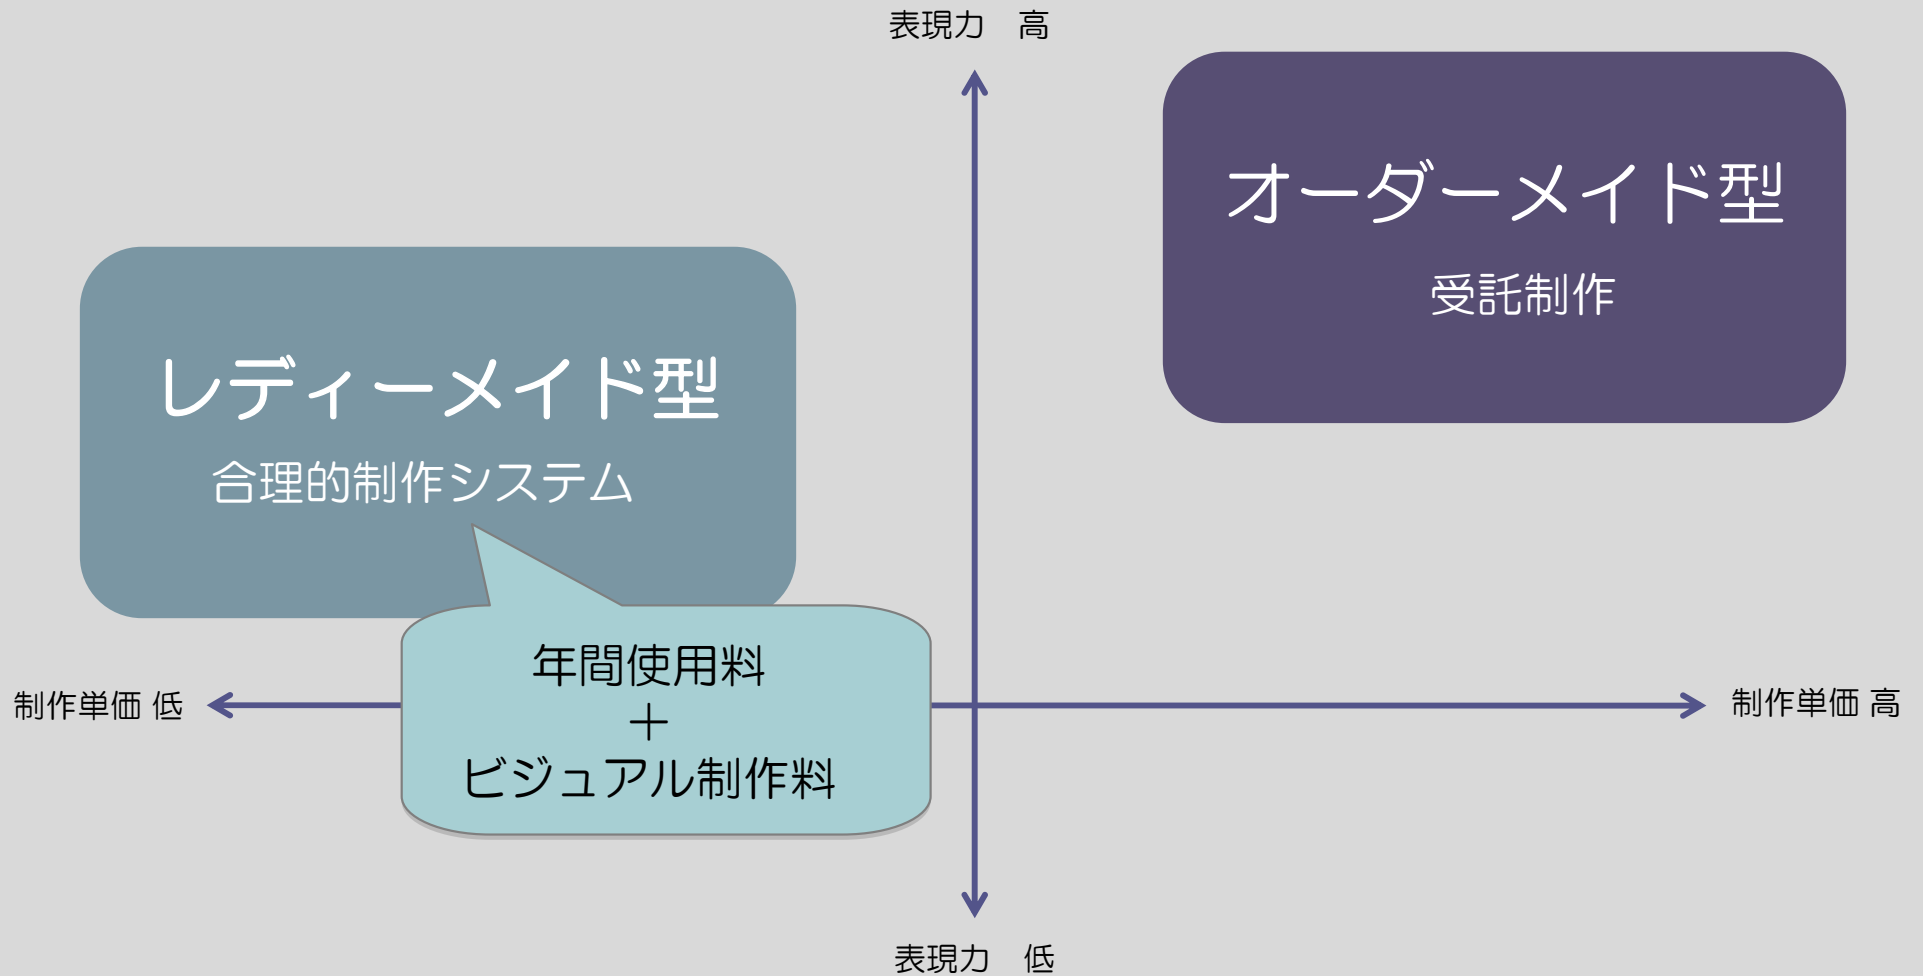 表現力　高
オーダーメイド型
受託制作
レディーメイド型
合理的制作システム
年間使用料
＋
ビジュアル制作料
制作単価 低
制作単価 高
表現力　低